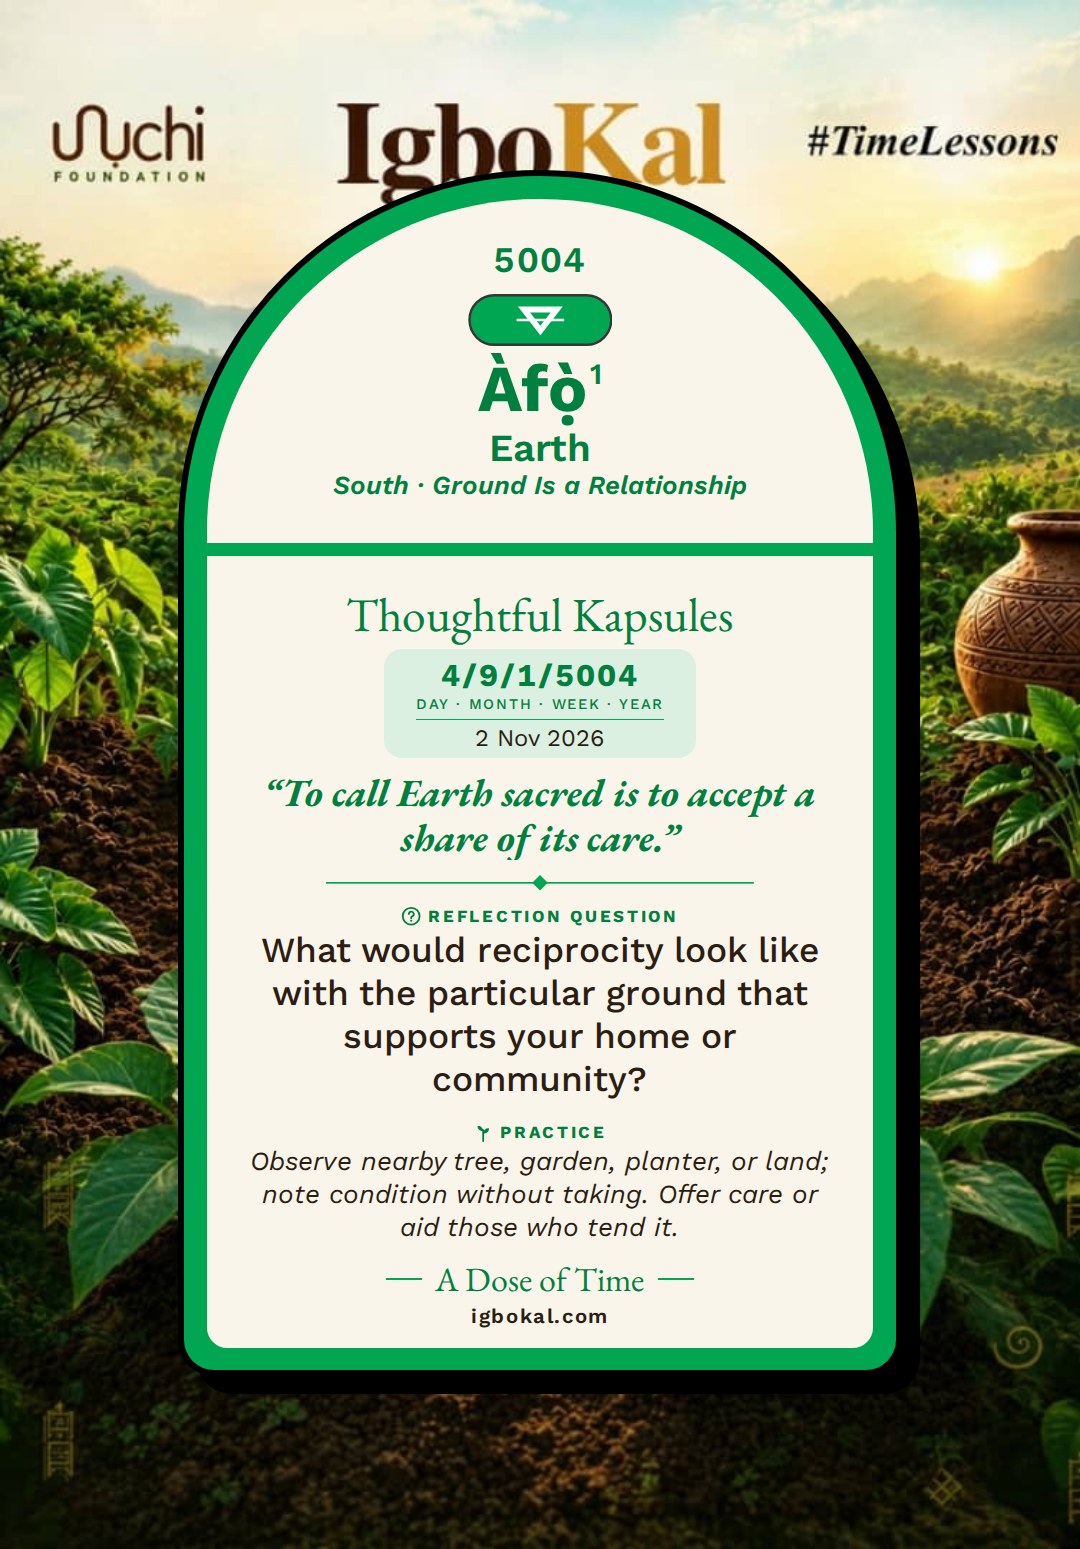 Ụchi
FOUNDATION
IgboKal
#TimeLessons
5004
Àfọ̀¹
Earth
South · Ground Is a Relationship
Thoughtful Kapsules
4/9/1/5004
DAY · MONTH · WEEK · YEAR
2 Nov 2026
“To call Earth sacred is to accept a
share of its care.”
REFLECTION QUESTION
What would reciprocity look like
with the particular ground that
supports your home or
community?
PRACTICE
Observe nearby tree, garden, planter, or land;
note condition without taking. Offer care or
aid those who tend it.
A Dose of Time
igbokal.com